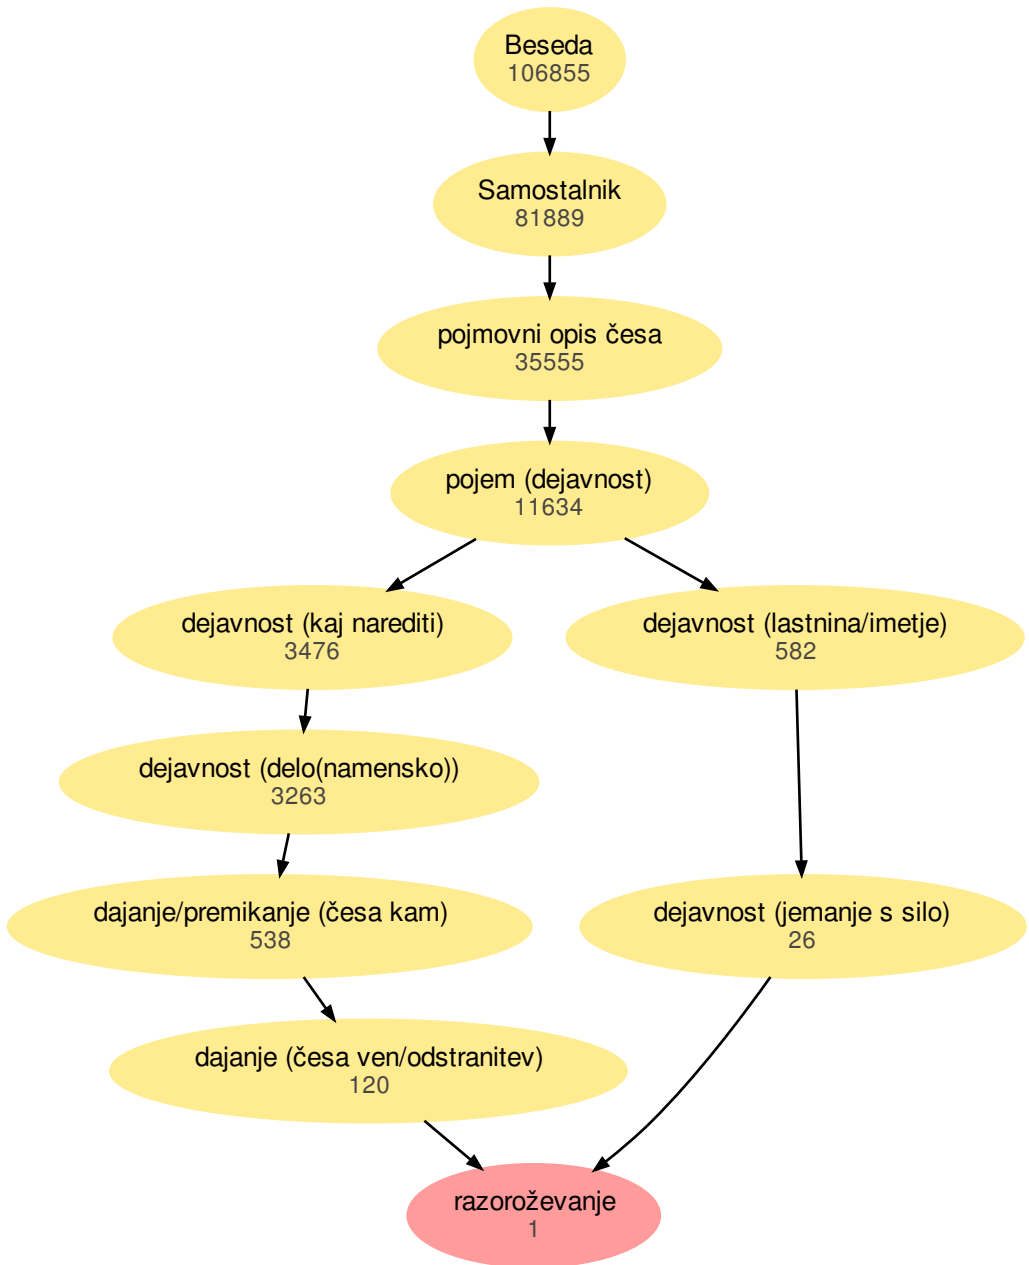 Beseda
106855
Samostalnik
81889
pojmovni opis česa
35555
pojem (dejavnost)
11634
dejavnost (kaj narediti)
3476
dejavnost (lastnina/imetje)
582
dejavnost (delo(namensko))
3263
dajanje/premikanje (česa kam)
538
dejavnost (jemanje s silo)
26
dajanje (česa ven/odstranitev)
120
razoroževanje
1